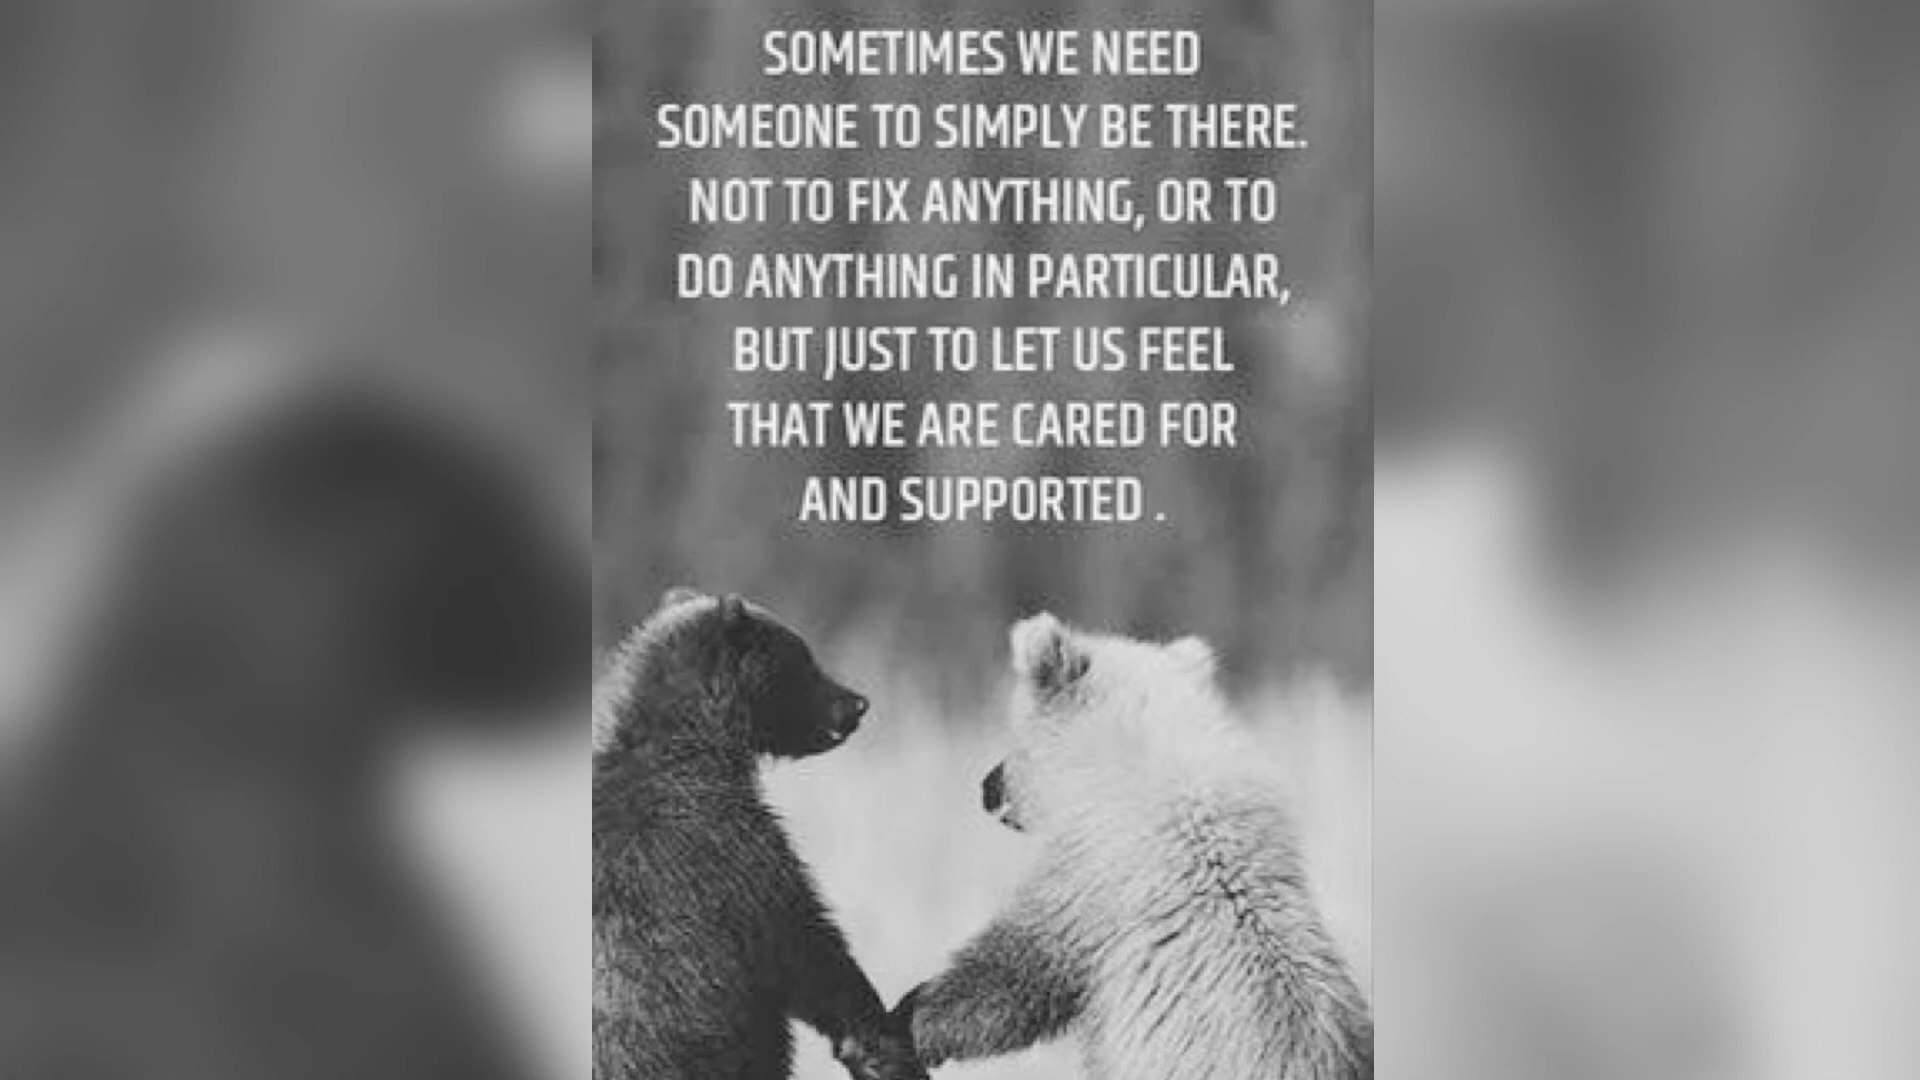 SOMETIMES WE NEED
SOMEONE TO SIMPLY BE THERE.
NOT TO FIX ANYTHING, OR TO
DO ANYTHING IN PARTICULAR,
BUT JUST TO LET US FEEL
THAT WE ARE CARED FOR
AND SUPPORTED .